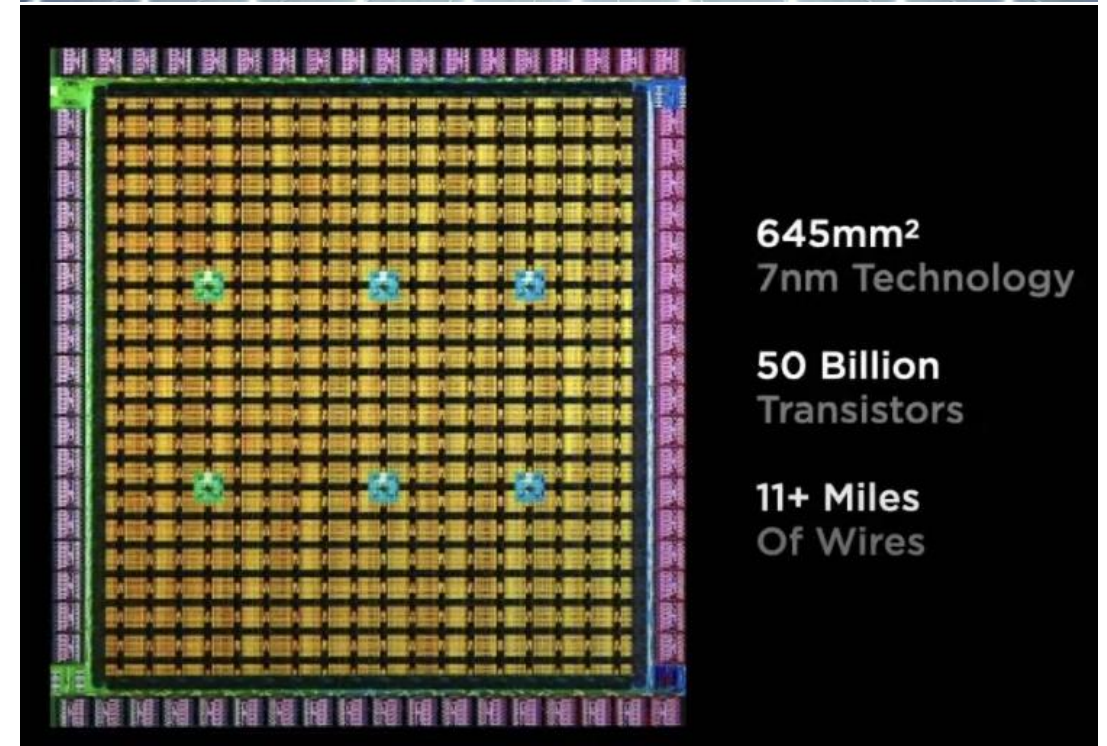 645mm²
7nm Technology
50 Billion
Transistors
11+ Miles
Of Wires